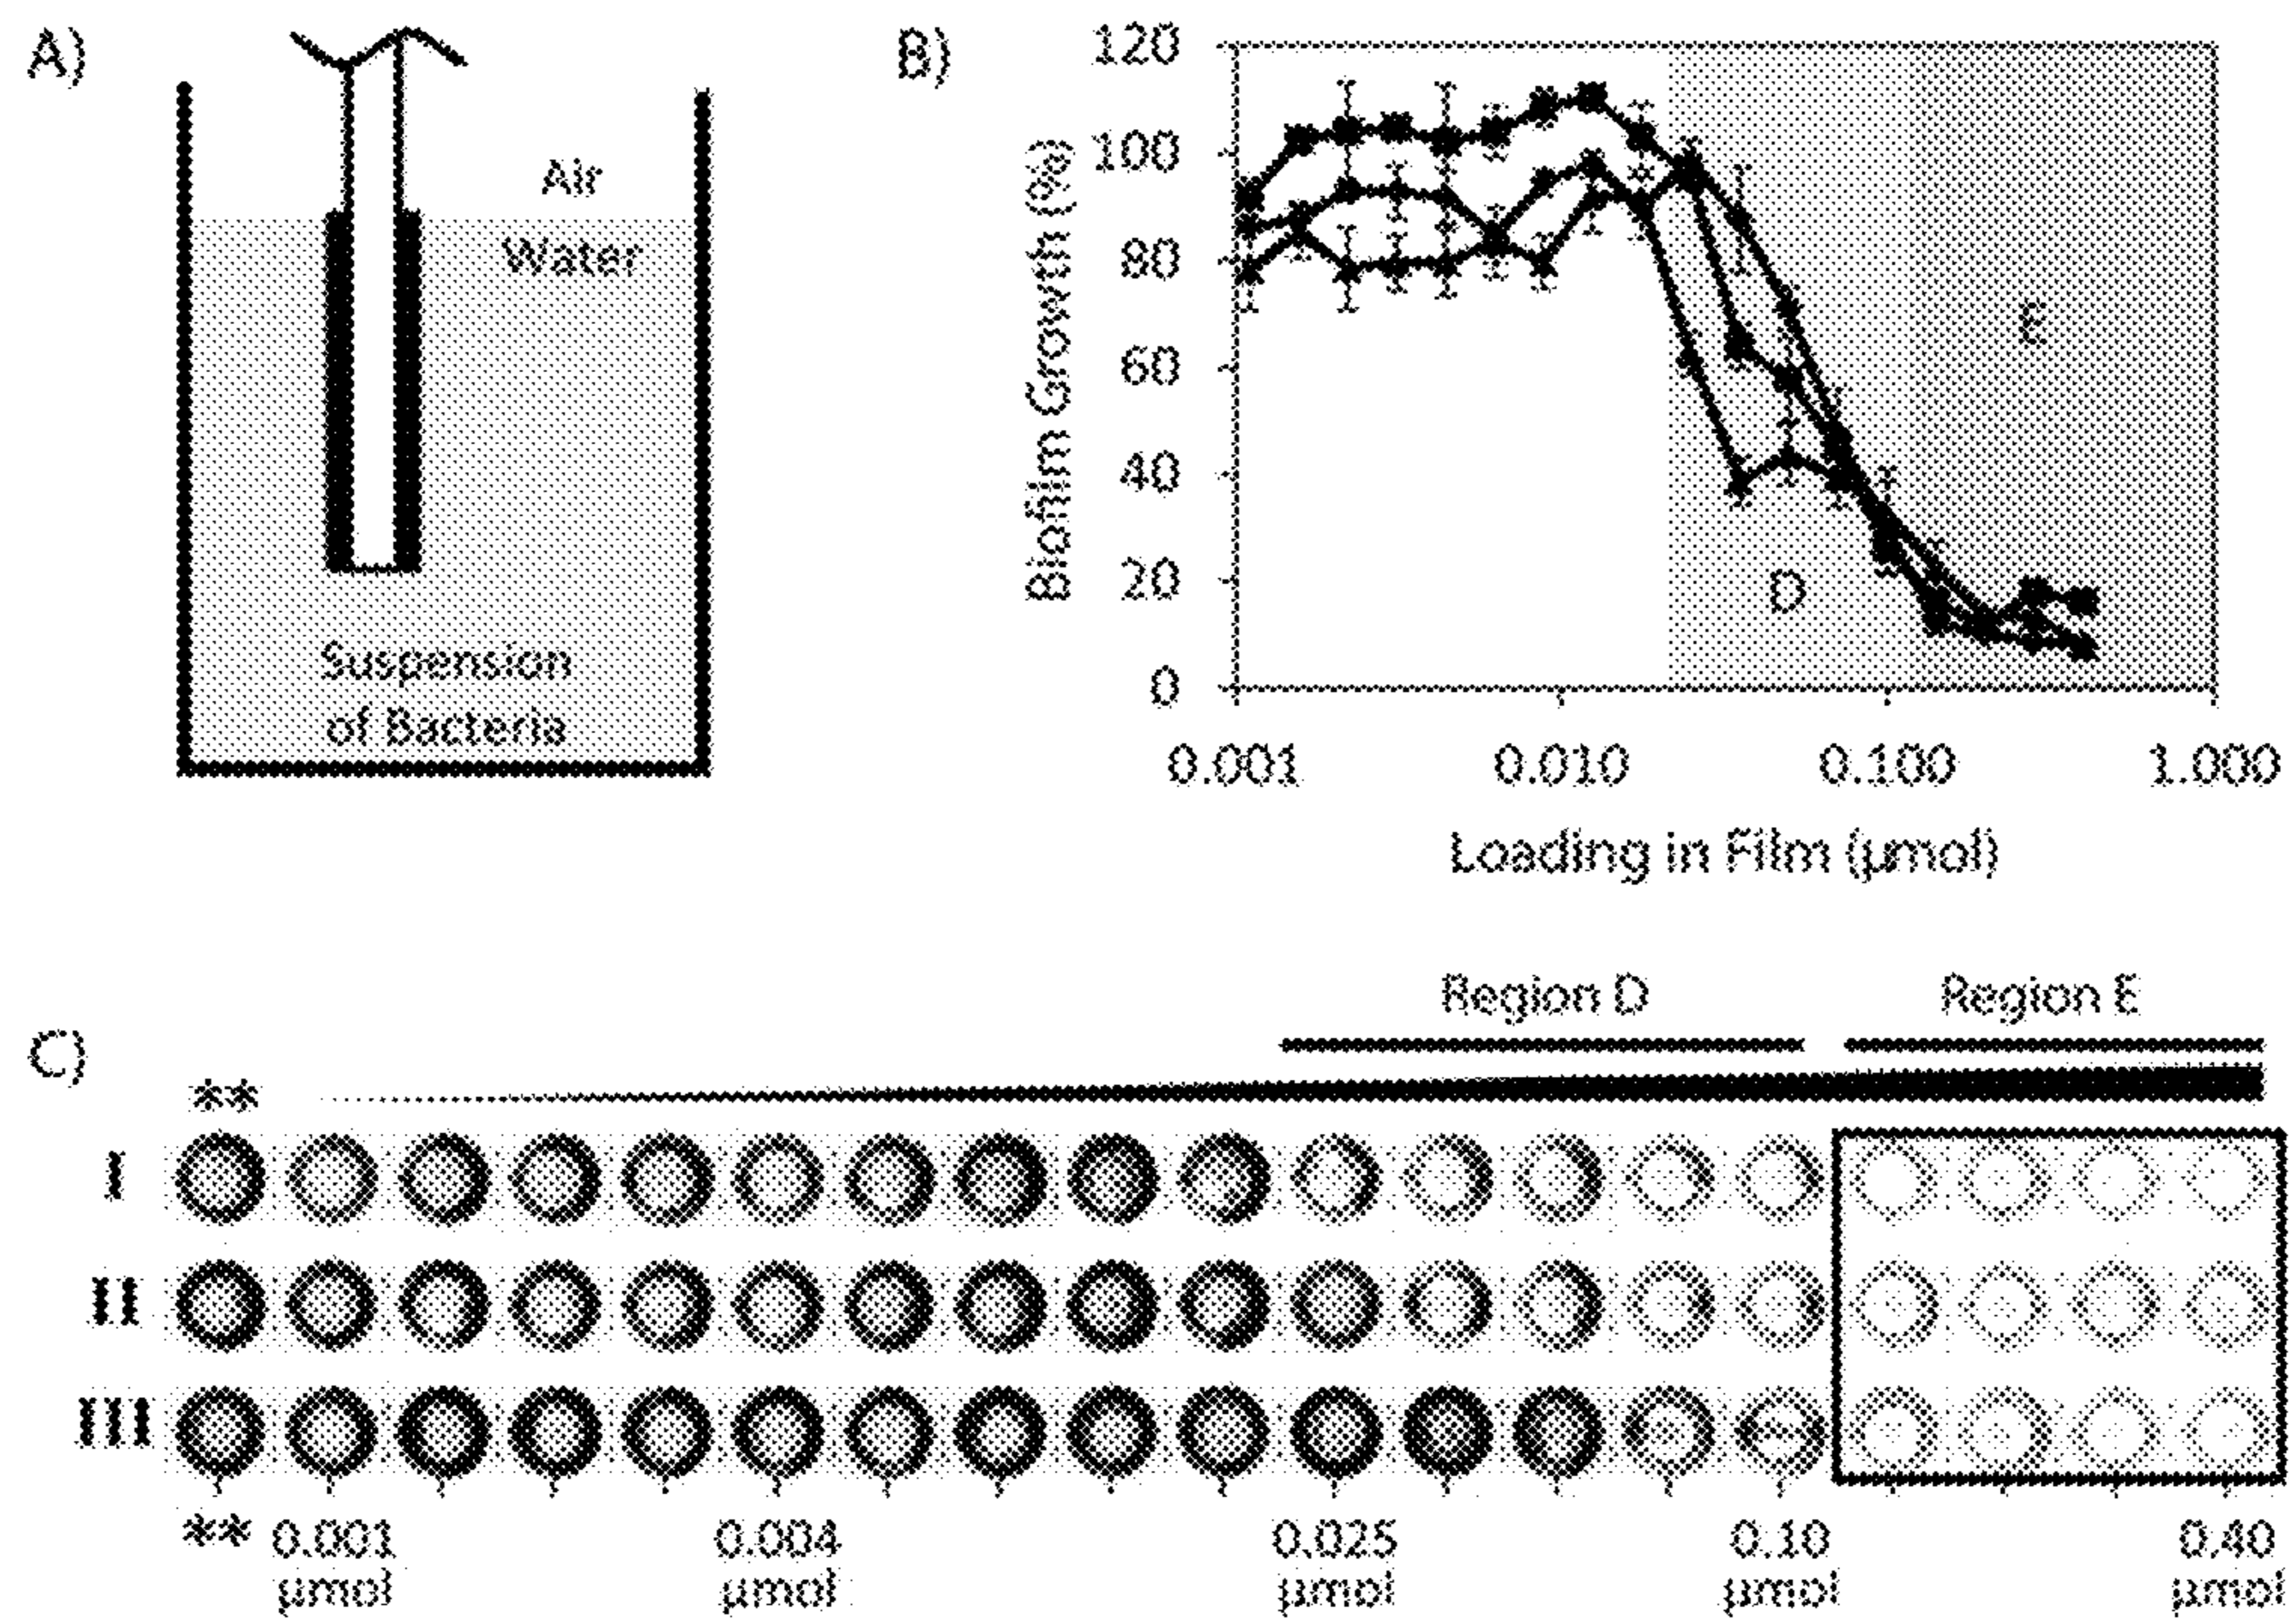 A)
Air
Water
Suspension
of Bacteria
B)
Biofilm Growth (%)
120
100
80
60
40
20
0
E
D
0.001 0.010 0.100 1.000
Loading in Film (µmol)
C)
Region D Region E
**
I
II
III
** 0.001 0.004 0.025 0.10 0.40
µmol µmol µmol µmol µmol